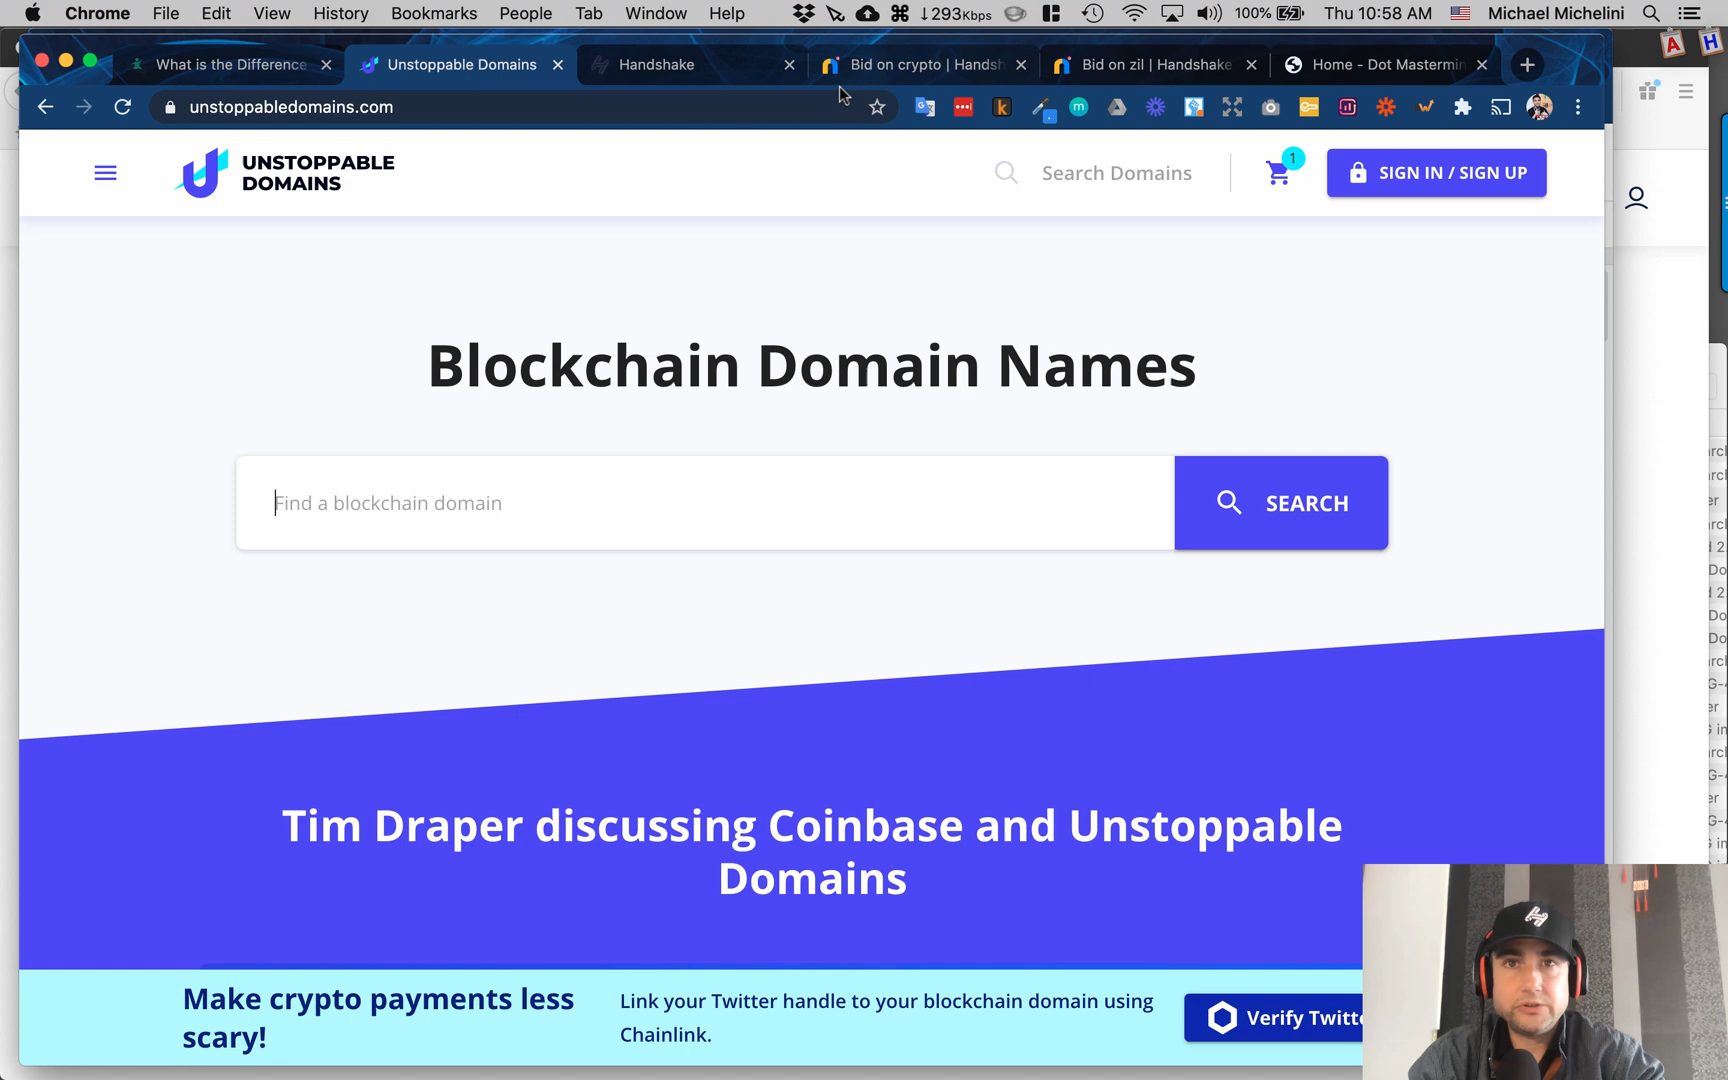 Chrome File Edit View History Bookmarks People Tab Window Help ↓293Kbps 100% Thu 10:58 AM Michael Michelini
A H
What is the Difference Unstoppable Domains Handshake Bid on crypto | Handsh Bid on zil | Handshake Home - Dot Mastermin
unstoppabledomains.com
UNSTOPPABLE
DOMAINS
Search Domains
1
SIGN IN / SIGN UP
Blockchain Domain Names
Find a blockchain domain
SEARCH
Tim Draper discussing Coinbase and Unstoppable
Domains
Make crypto payments less
scary!
Link your Twitter handle to your blockchain domain using
Chainlink.
Verify Twitte